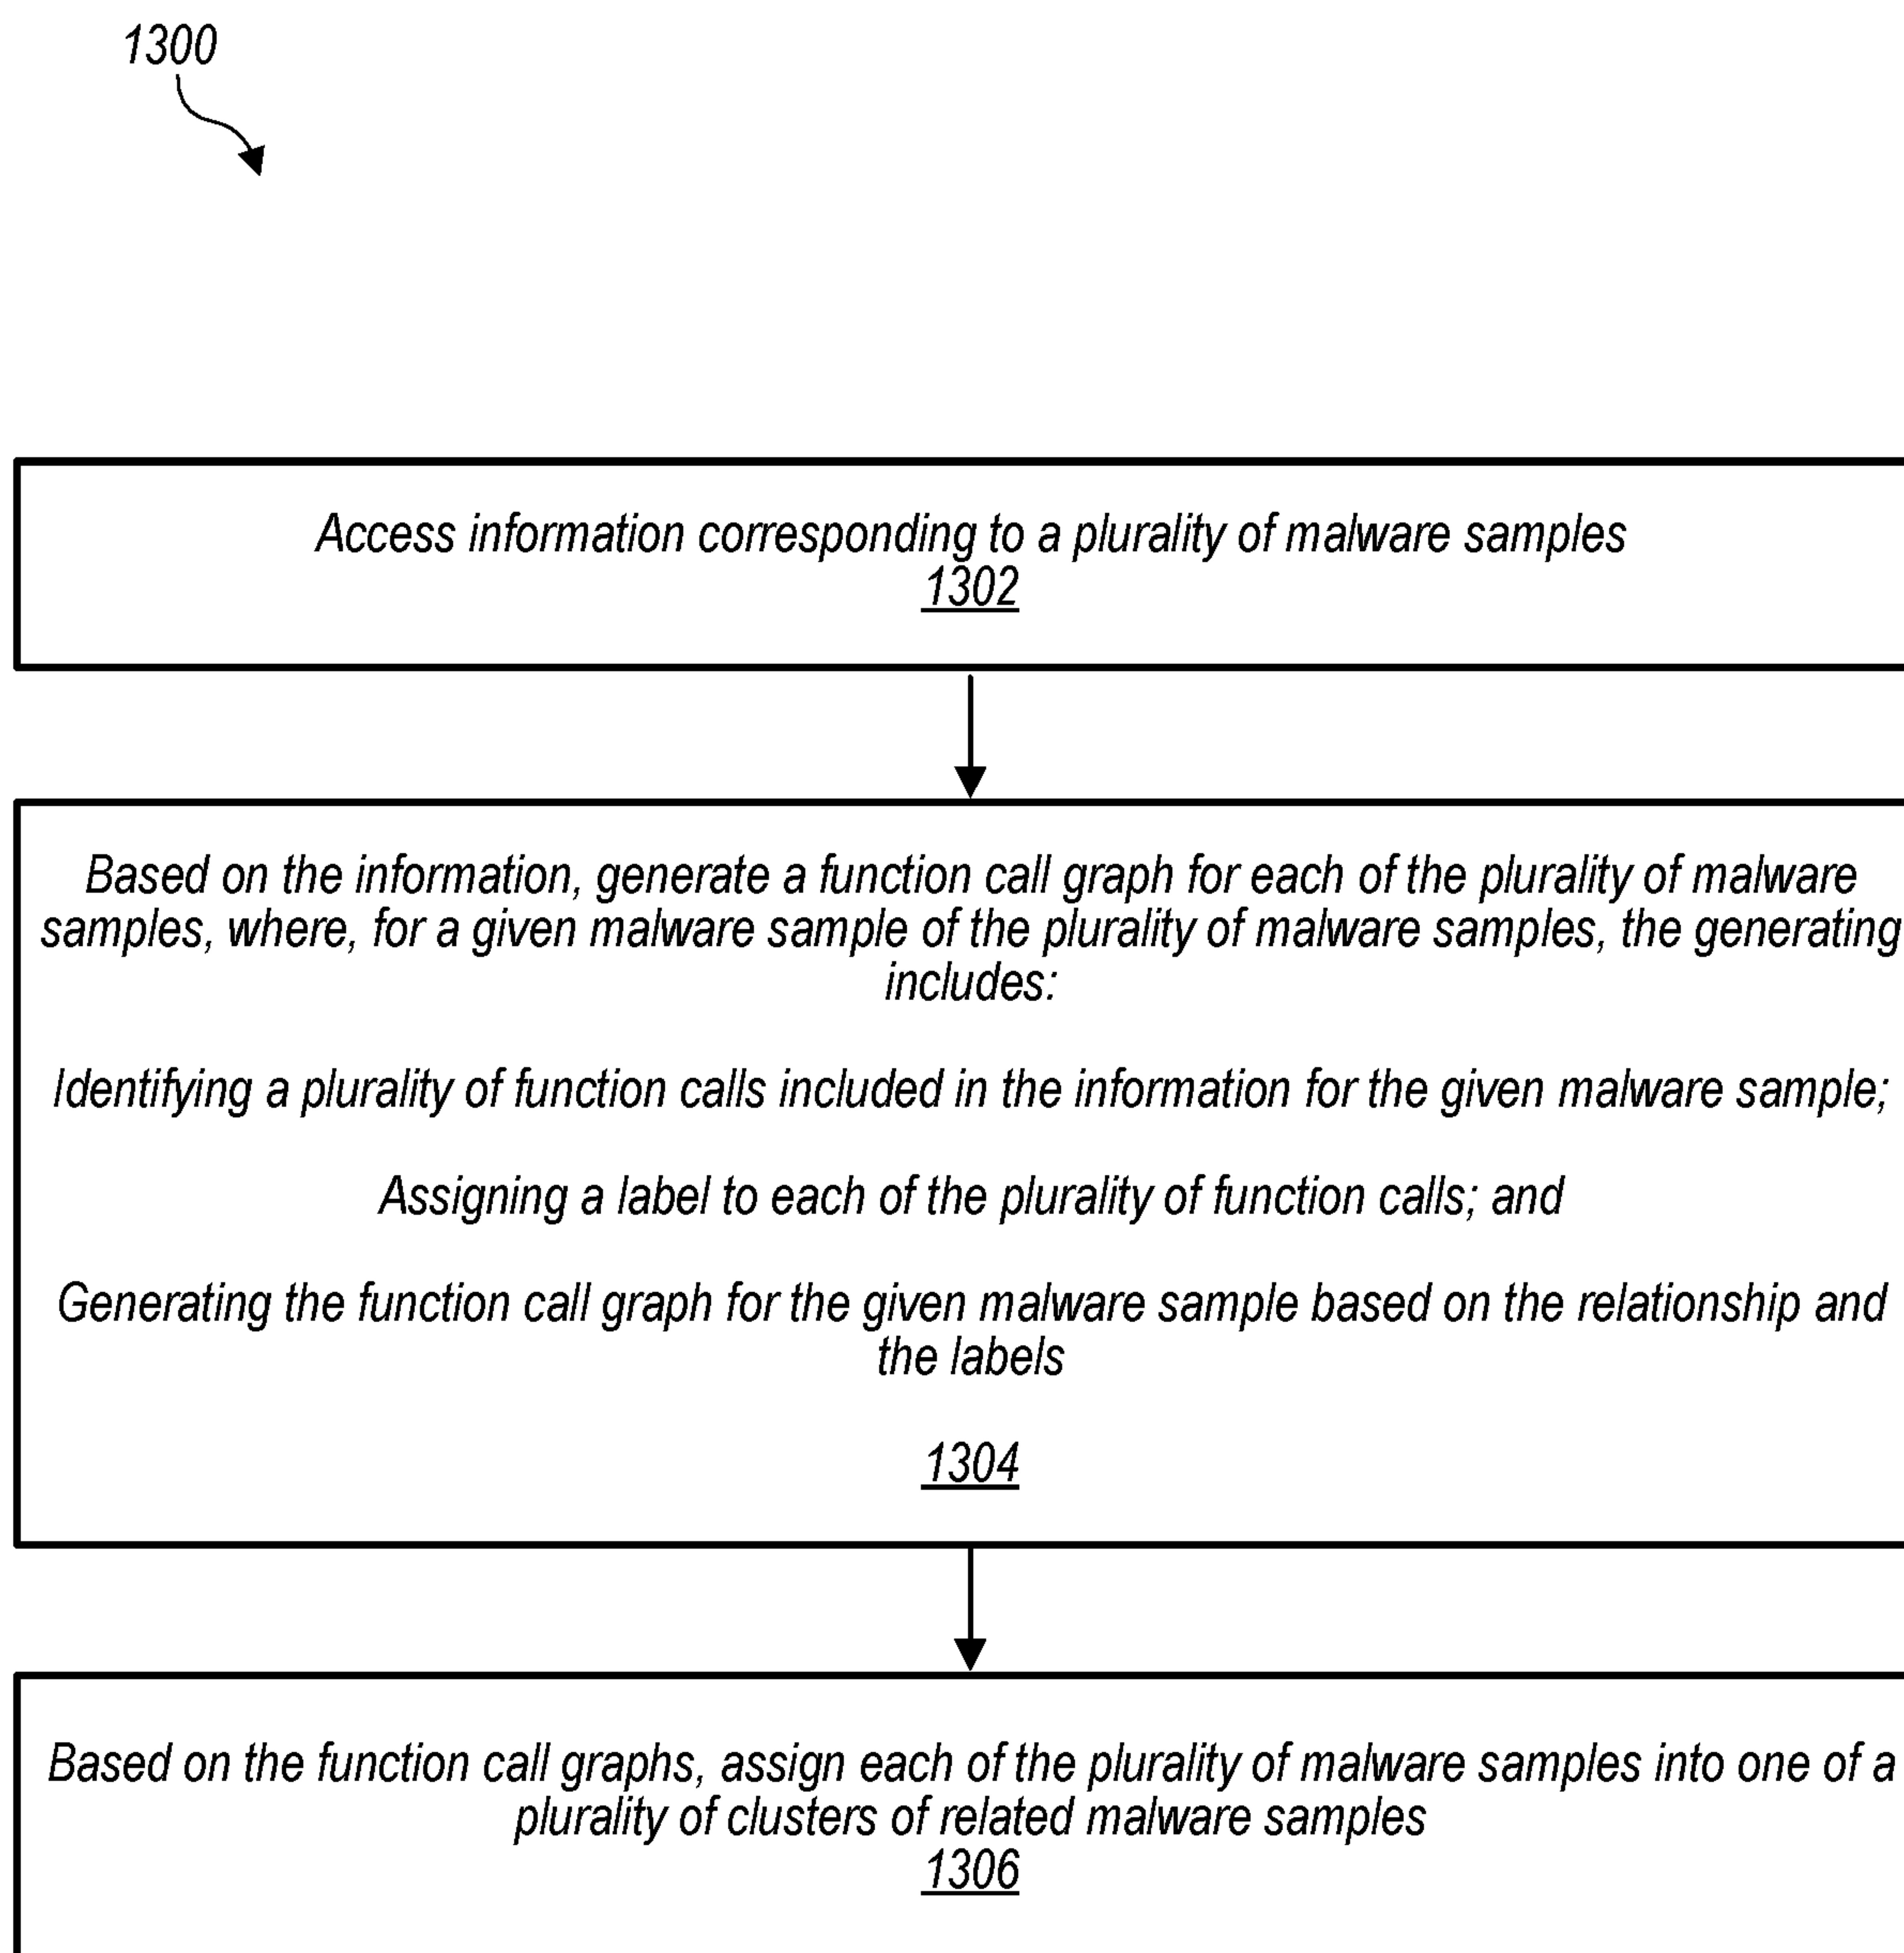 1300
Access information corresponding to a plurality of malware samples
1302
Based on the information, generate a function call graph for each of the plurality of malware
samples, where, for a given malware sample of the plurality of malware samples, the generating
includes:
Identifying a plurality of function calls included in the information for the given malware sample;
Assigning a label to each of the plurality of function calls; and
Generating the function call graph for the given malware sample based on the relationship and
the labels
1304
Based on the function call graphs, assign each of the plurality of malware samples into one of a
plurality of clusters of related malware samples
1306